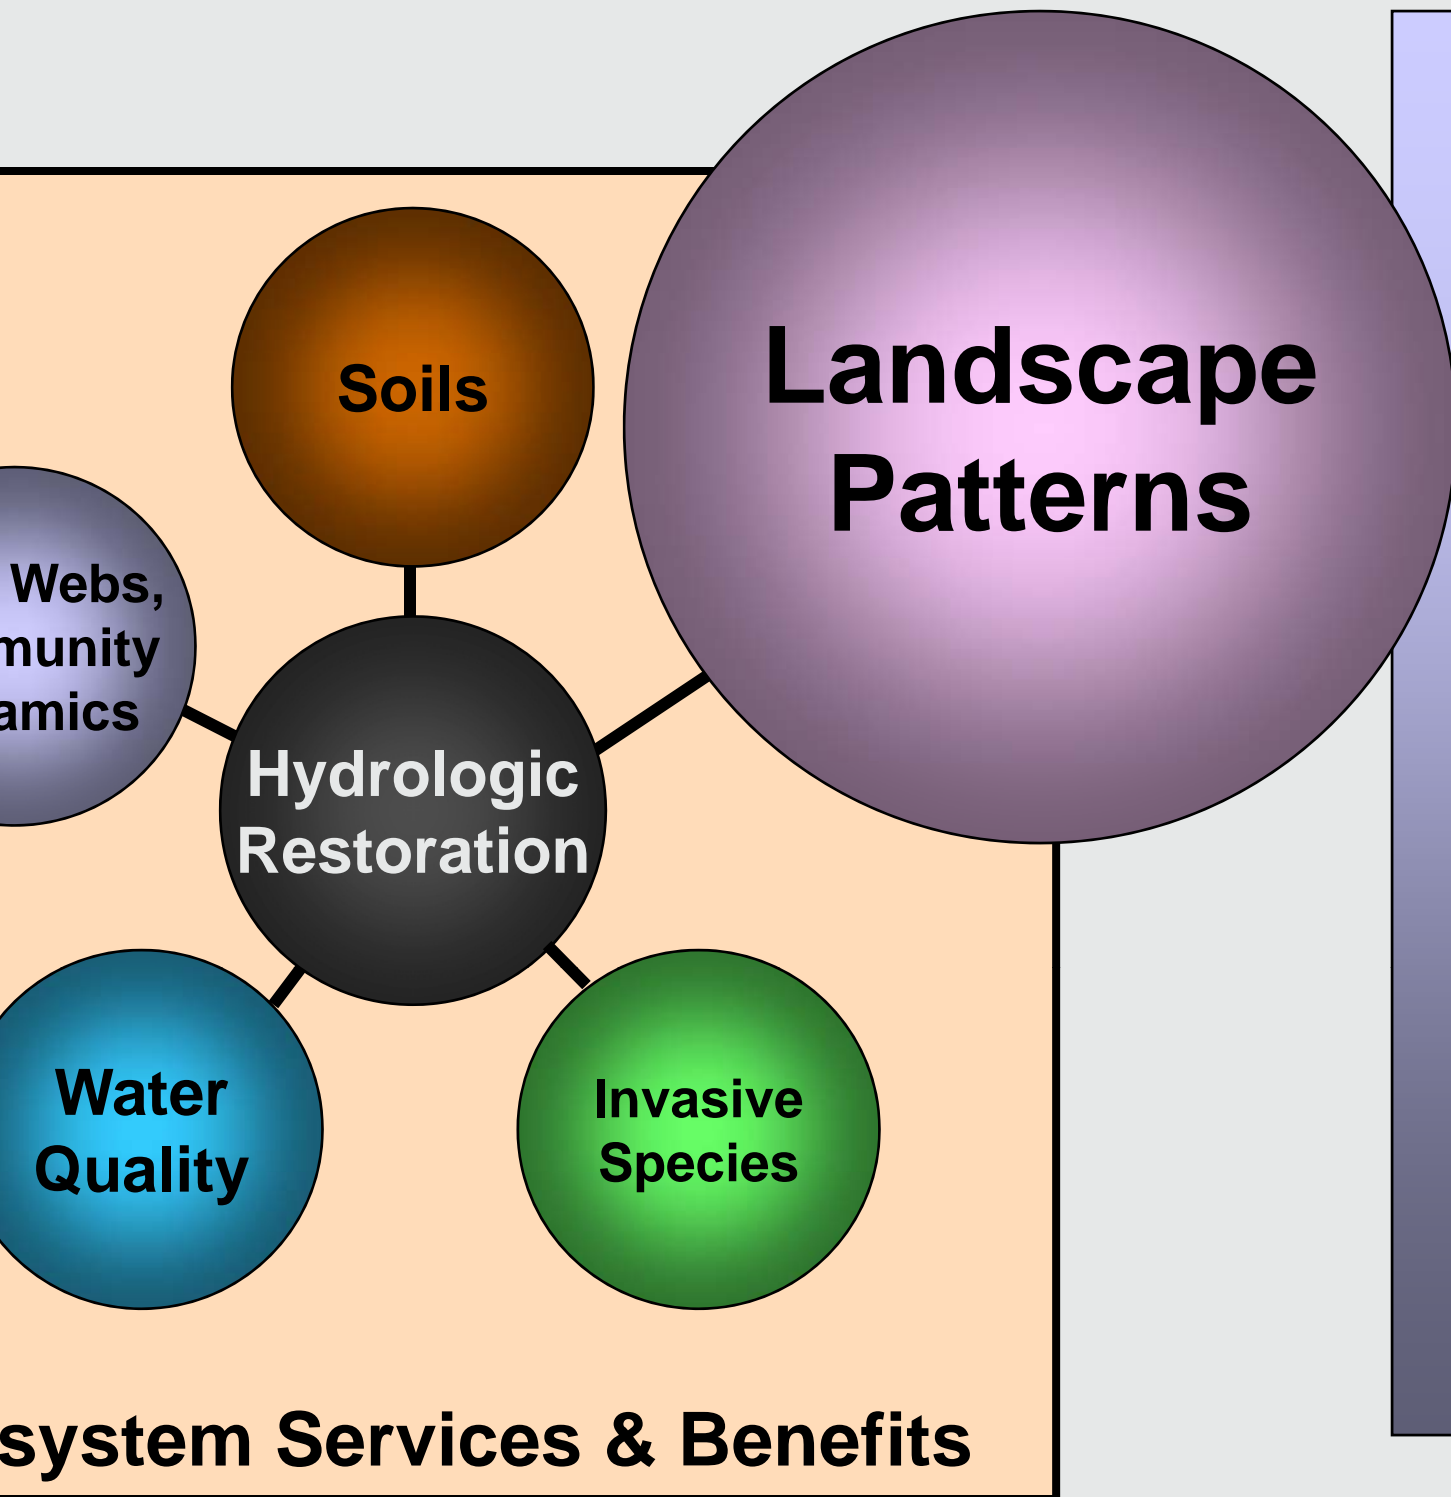 Landscape
Patterns
Soils
Webs,
munity
amics
Hydrologic
Restoration
Water
Quality
Invasive
Species
system Services & Benefits